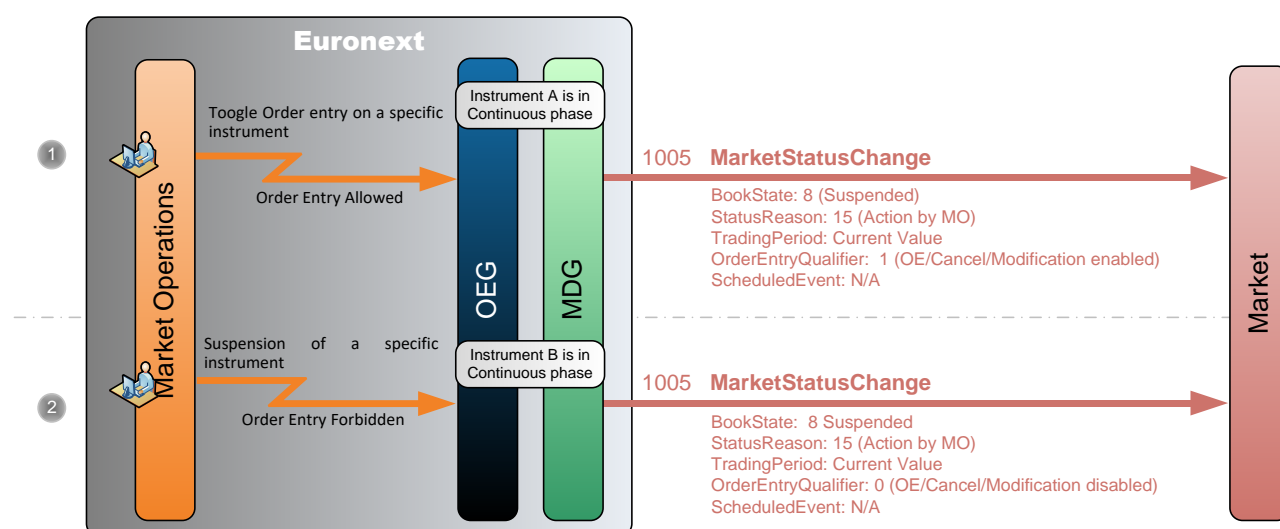 Euronext
Market Operations
OEG
MDG
Market
1
Toogle Order entry on a specific
instrument
Order Entry Allowed
Instrument A is in
Continuous phase
1005 MarketStatusChange
BookState: 8 (Suspended)
StatusReason: 15 (Action by MO)
TradingPeriod: Current Value
OrderEntryQualifier: 1 (OE/Cancel/Modification enabled)
ScheduledEvent: N/A
2
Suspension of a specific
instrument
Order Entry Forbidden
Instrument B is in
Continuous phase
1005 MarketStatusChange
BookState: 8 Suspended
StatusReason: 15 (Action by MO)
TradingPeriod: Current Value
OrderEntryQualifier: 0 (OE/Cancel/Modification disabled)
ScheduledEvent: N/A